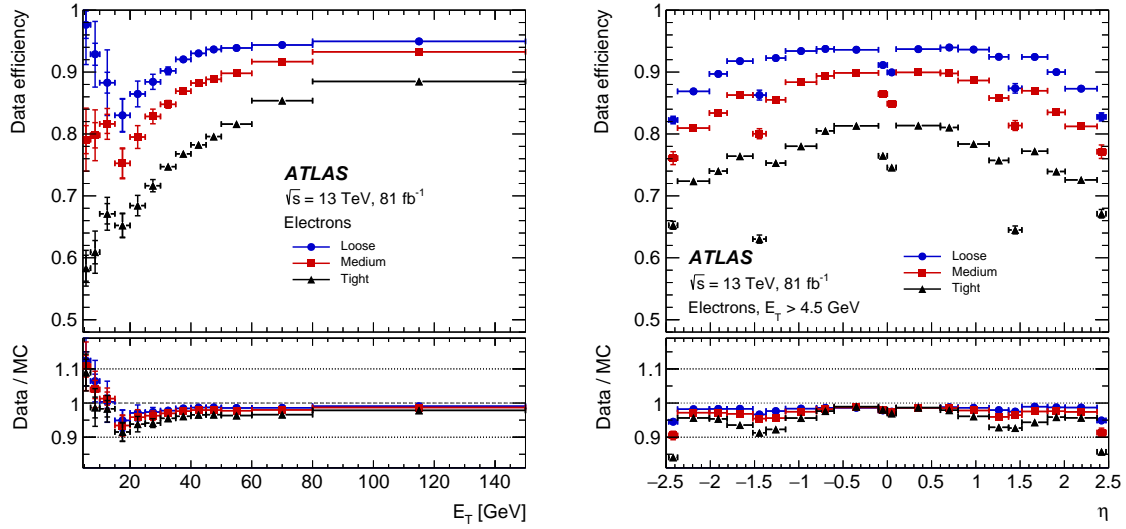 Data efficiency
1
0.9
0.8
0.7
0.6
0.5
ATLAS
√s = 13 TeV, 81 fb⁻¹
Electrons
Loose
Medium
Tight
Data / MC
1.1
1
0.9
20 40 60 80 100 120 140
E_T [GeV]
Data efficiency
1
0.9
0.8
0.7
0.6
0.5
ATLAS
√s = 13 TeV, 81 fb⁻¹
Electrons, E_T > 4.5 GeV
Loose
Medium
Tight
Data / MC
1.1
1
0.9
−2.5 −2 −1.5 −1 −0.5 0 0.5 1 1.5 2 2.5
η